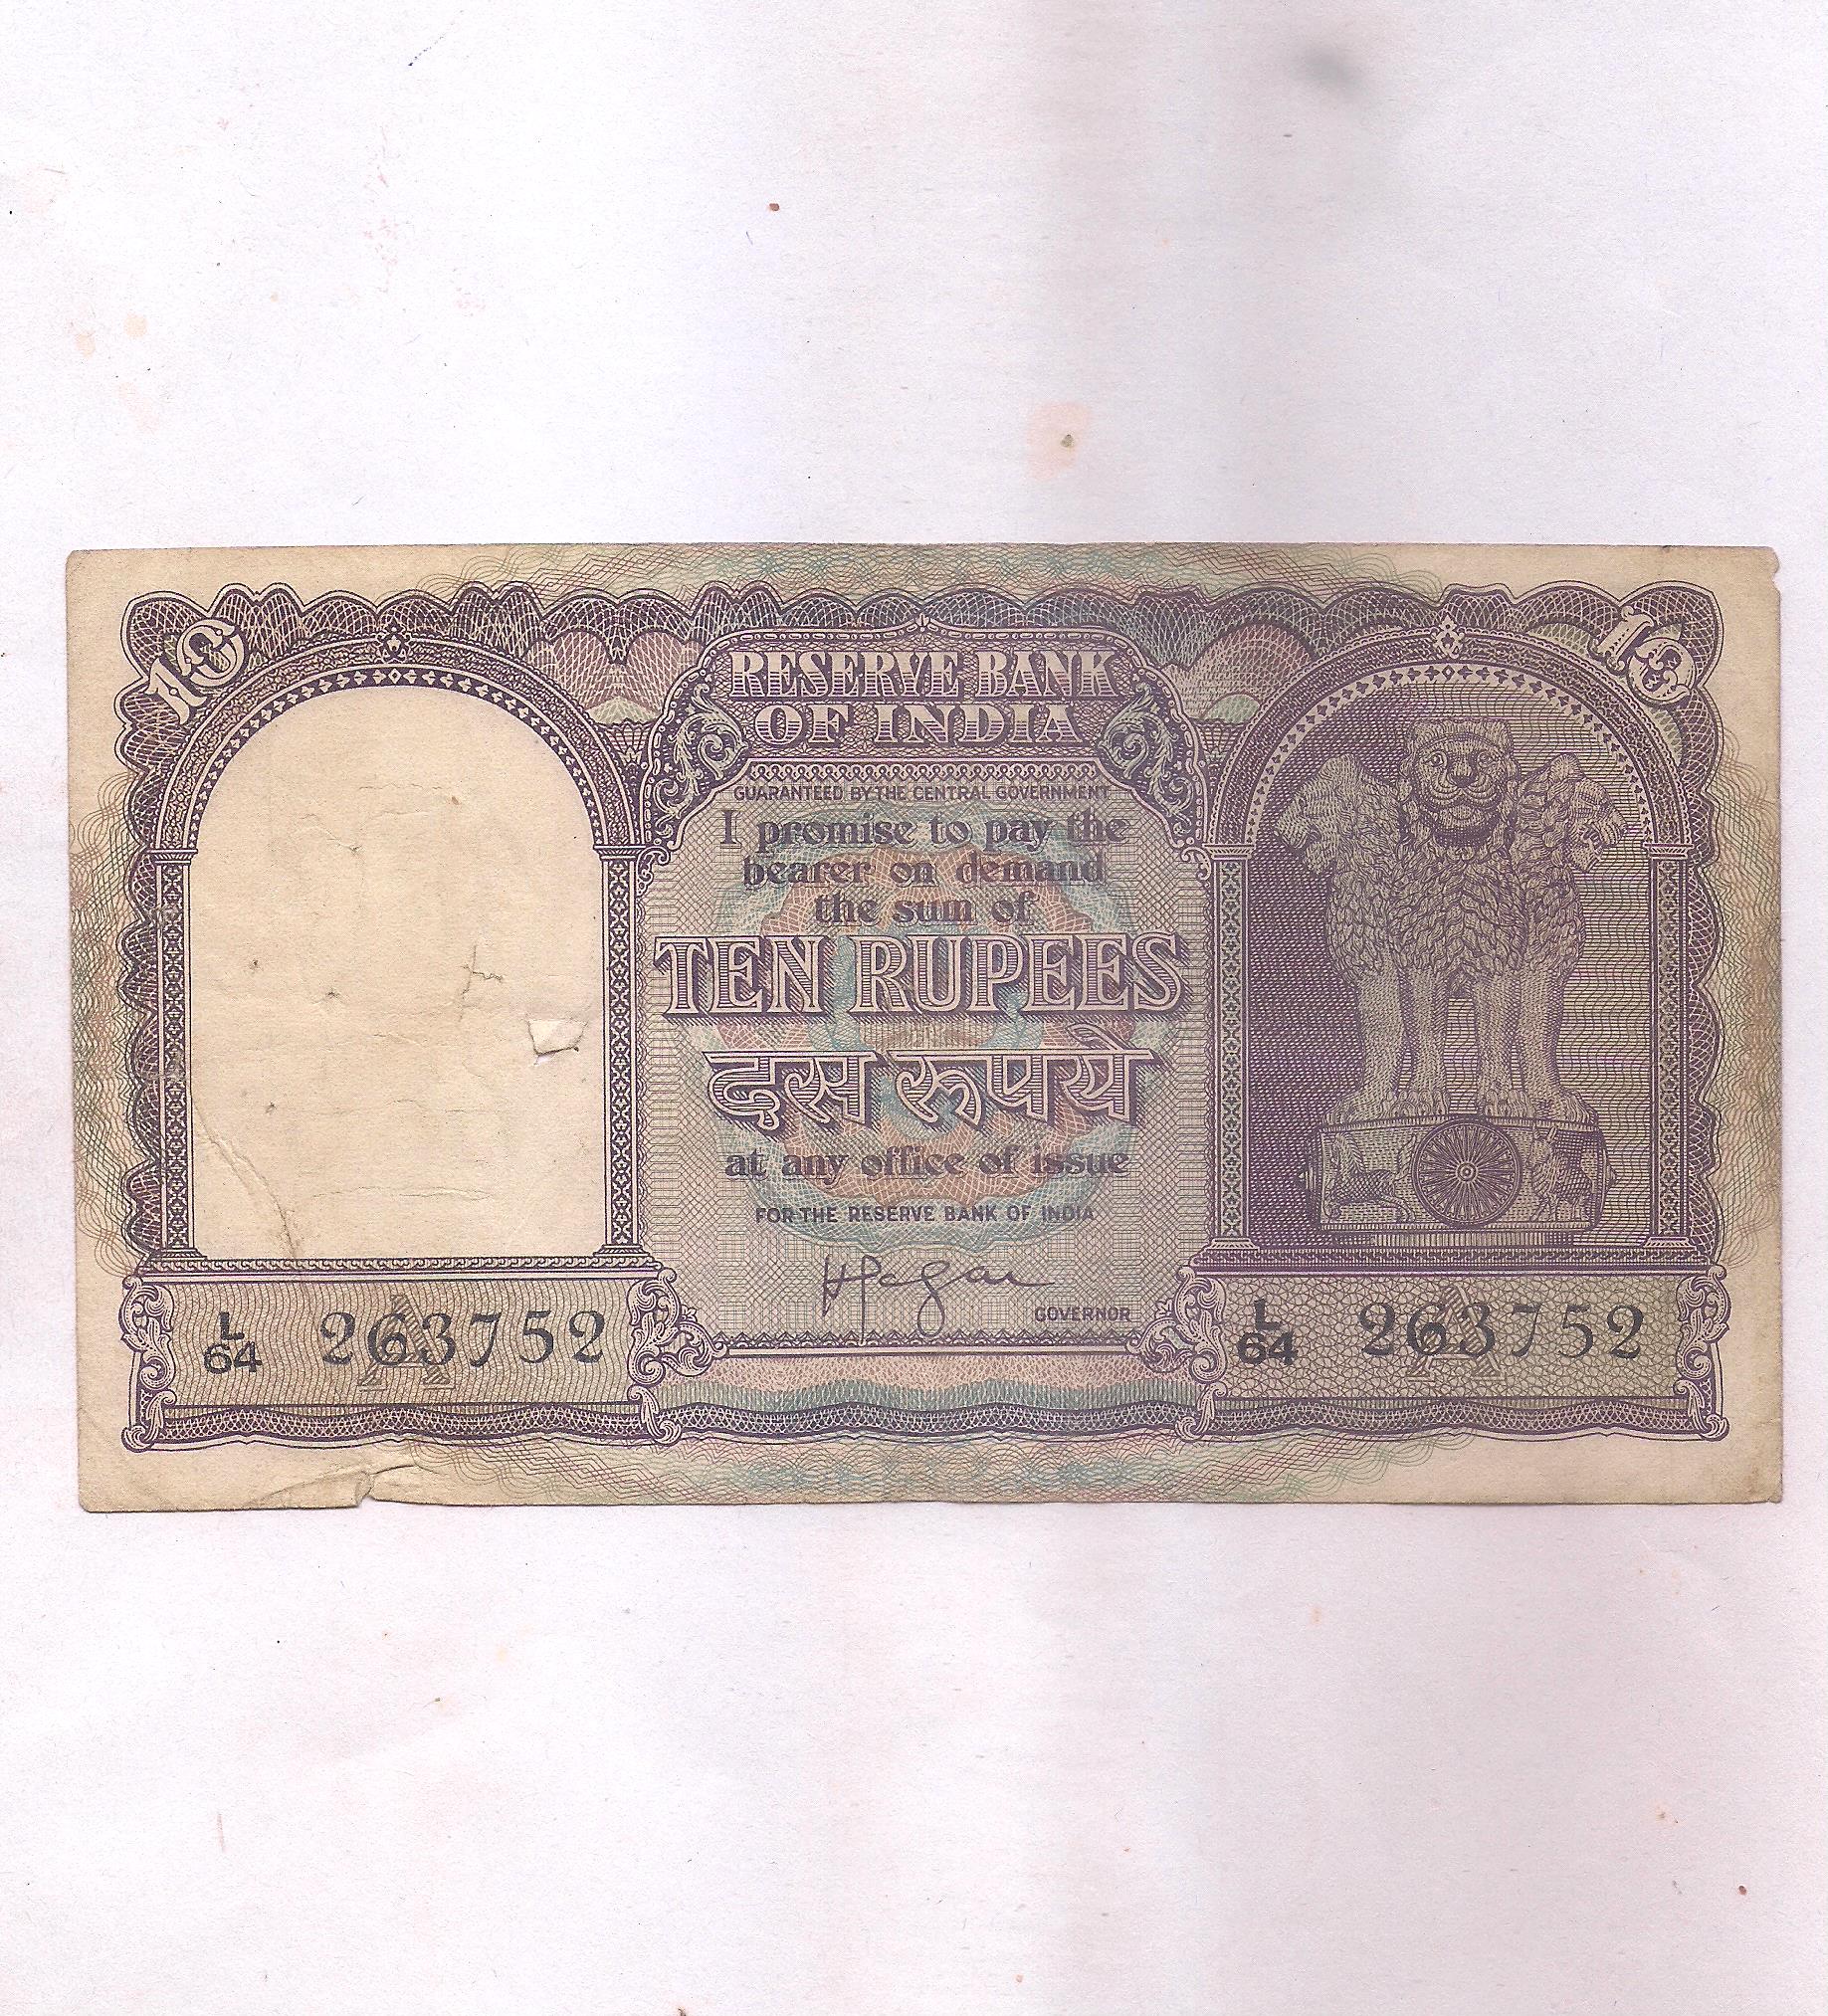 10
10
RESERVE BANK
OF INDIA
GUARANTEED BY THE CENTRAL GOVERNMENT
I promise to pay the
bearer on demand
the sum of
TEN RUPEES
दस रूपये
at any office of issue
FOR THE RESERVE BANK OF INDIA
GOVERNOR
L
64 263752
A
L
64 263752
A